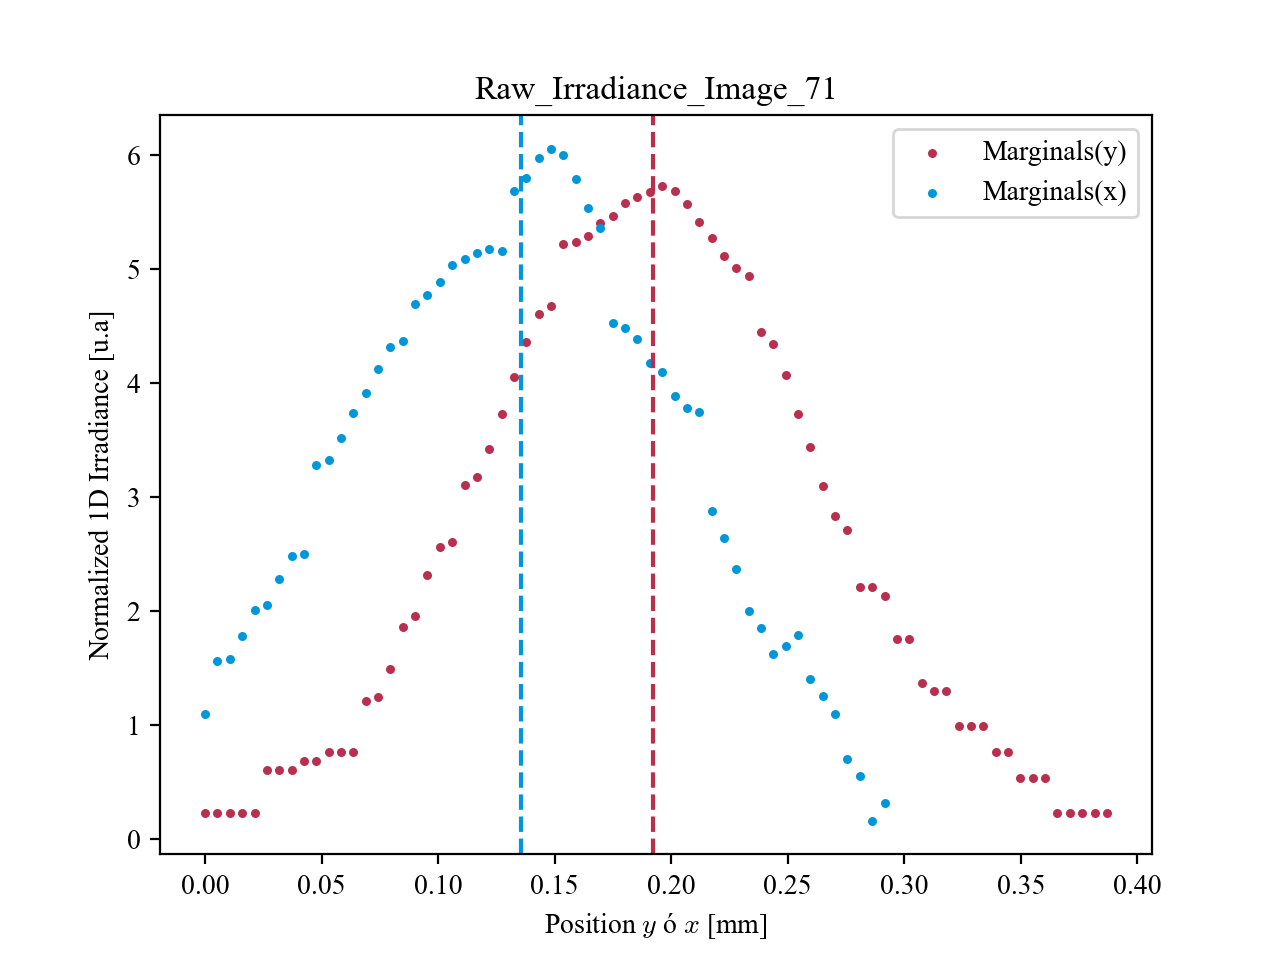 Raw_Irradiance_Image_71
Marginals(y)
Marginals(x)
Normalized 1D Irradiance [u.a]
6
5
4
3
2
1
0
0.00 0.05 0.10 0.15 0.20 0.25 0.30 0.35 0.40
Position y ó x [mm]